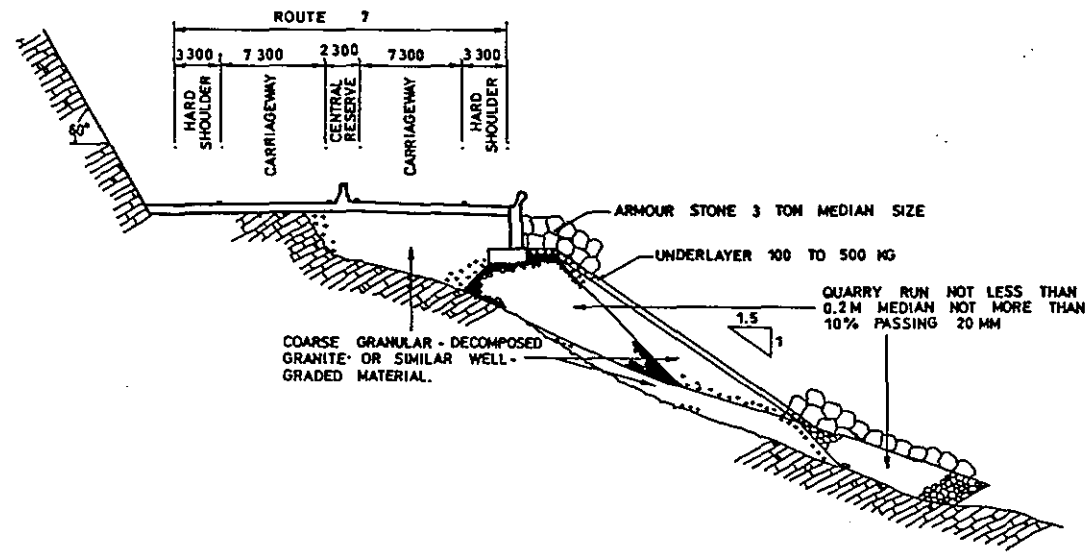 ROUTE 7
3 300 7 300 2 300 7 300 3 300
HARD SHOULDER
CARRIAGEWAY
CENTRAL RESERVE
CARRIAGEWAY
HARD SHOULDER
60°
ARMOUR STONE 3 TON MEDIAN SIZE
UNDERLAYER 100 TO 500 KG
QUARRY RUN NOT LESS THAN
0.2M MEDIAN NOT MORE THAN
10% PASSING 20 MM
1.5
1
COARSE GRANULAR - DECOMPOSED
GRANITE OR SIMILAR WELL-
GRADED MATERIAL.